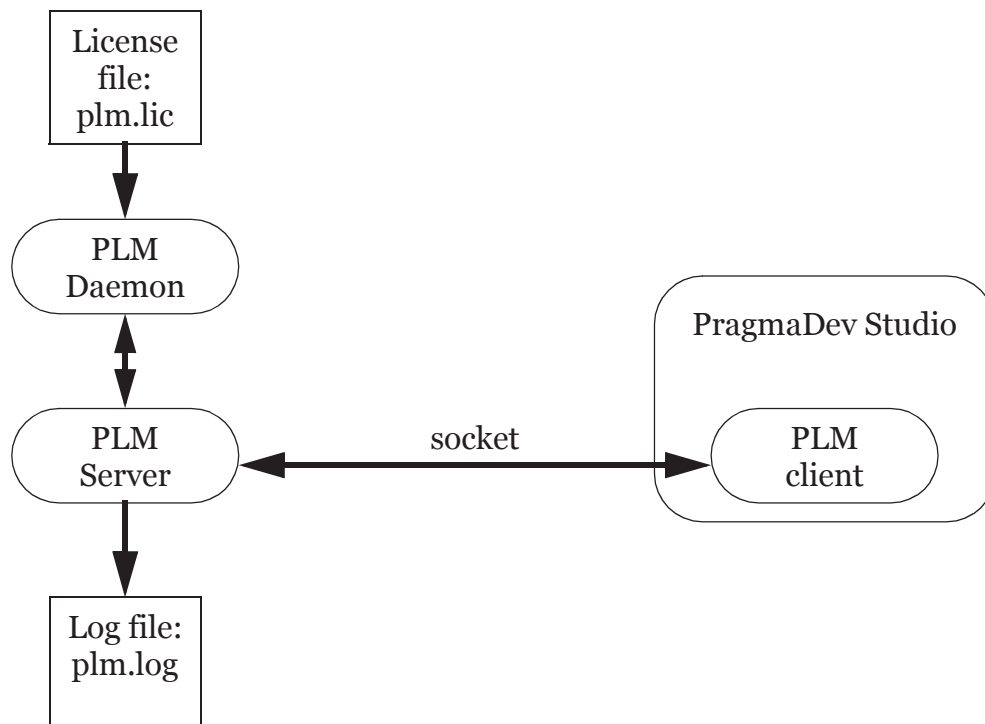 License
file:
plm.lic
PLM
Daemon
PragmaDev Studio
PLM
Server
socket
PLM
client
Log file:
plm.log